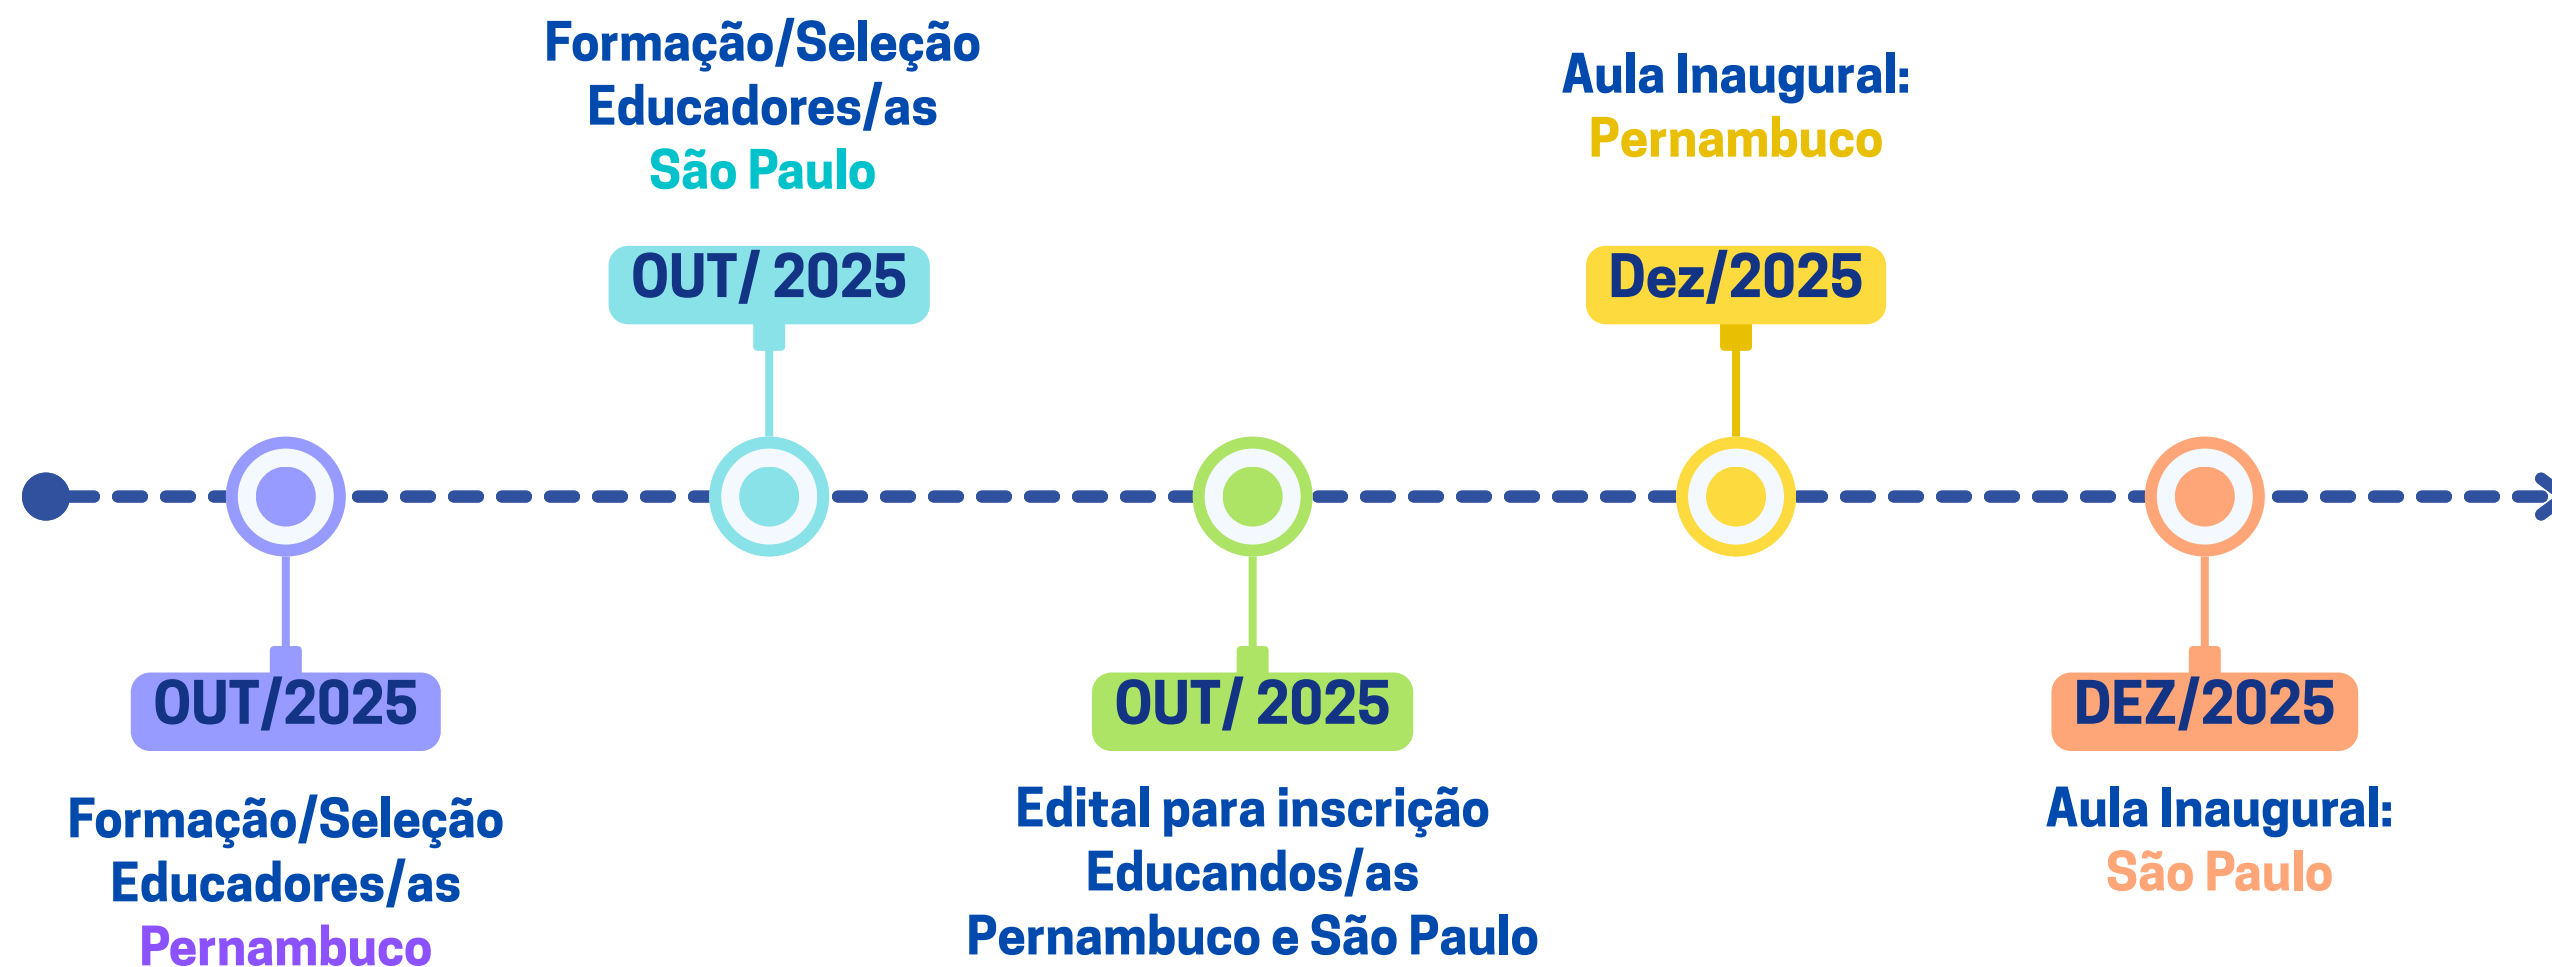 OUT/2025
Formação/Seleção
Educadores/as
Pernambuco
Formação/Seleção
Educadores/as
São Paulo
OUT/ 2025
OUT/ 2025
Edital para inscrição
Educandos/as
Pernambuco e São Paulo
Aula Inaugural:
Pernambuco
Dez/2025
DEZ/2025
Aula Inaugural:
São Paulo